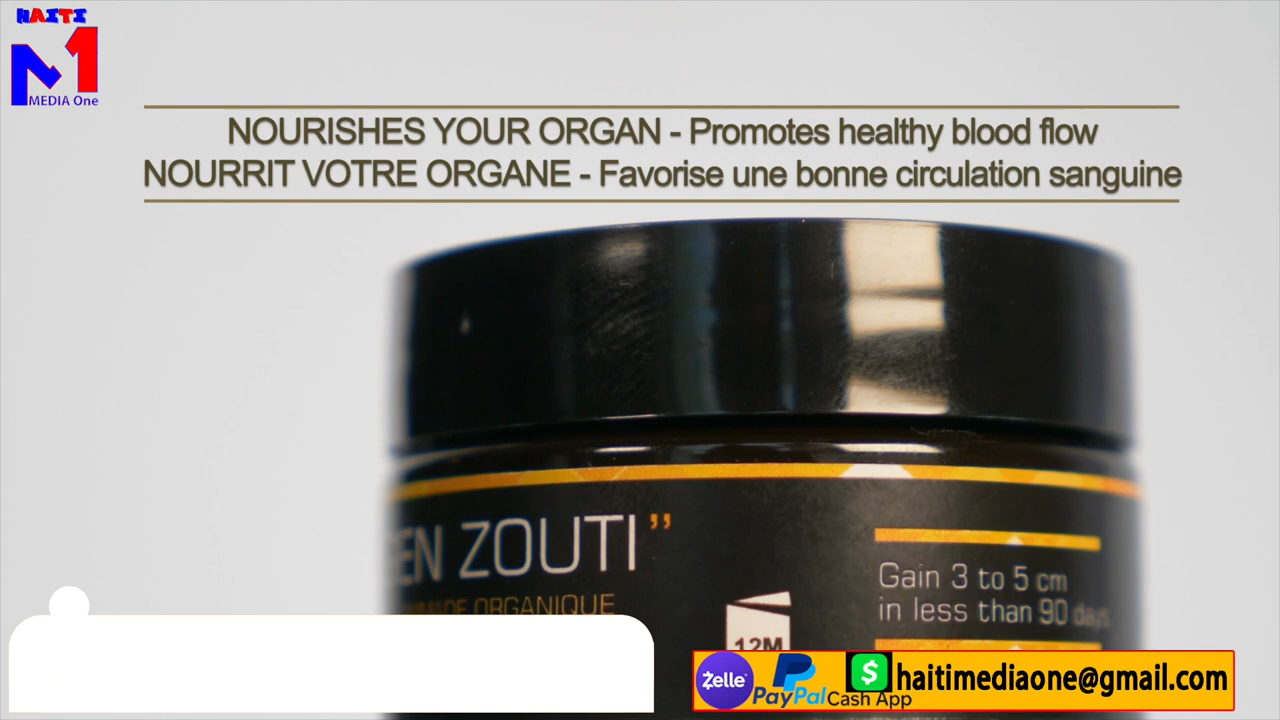 HAITI
M1
MEDIA One
NOURISHES YOUR ORGAN - Promotes healthy blood flow
NOURRIT VOTRE ORGANE - Favorise une bonne circulation sanguine
EN ZOUTI”
ORGANIQUE
12M
Gain 3 to 5 cm
in less than 90 days
Zelle
PayPal
$
Cash App
haitimediaone@gmail.com